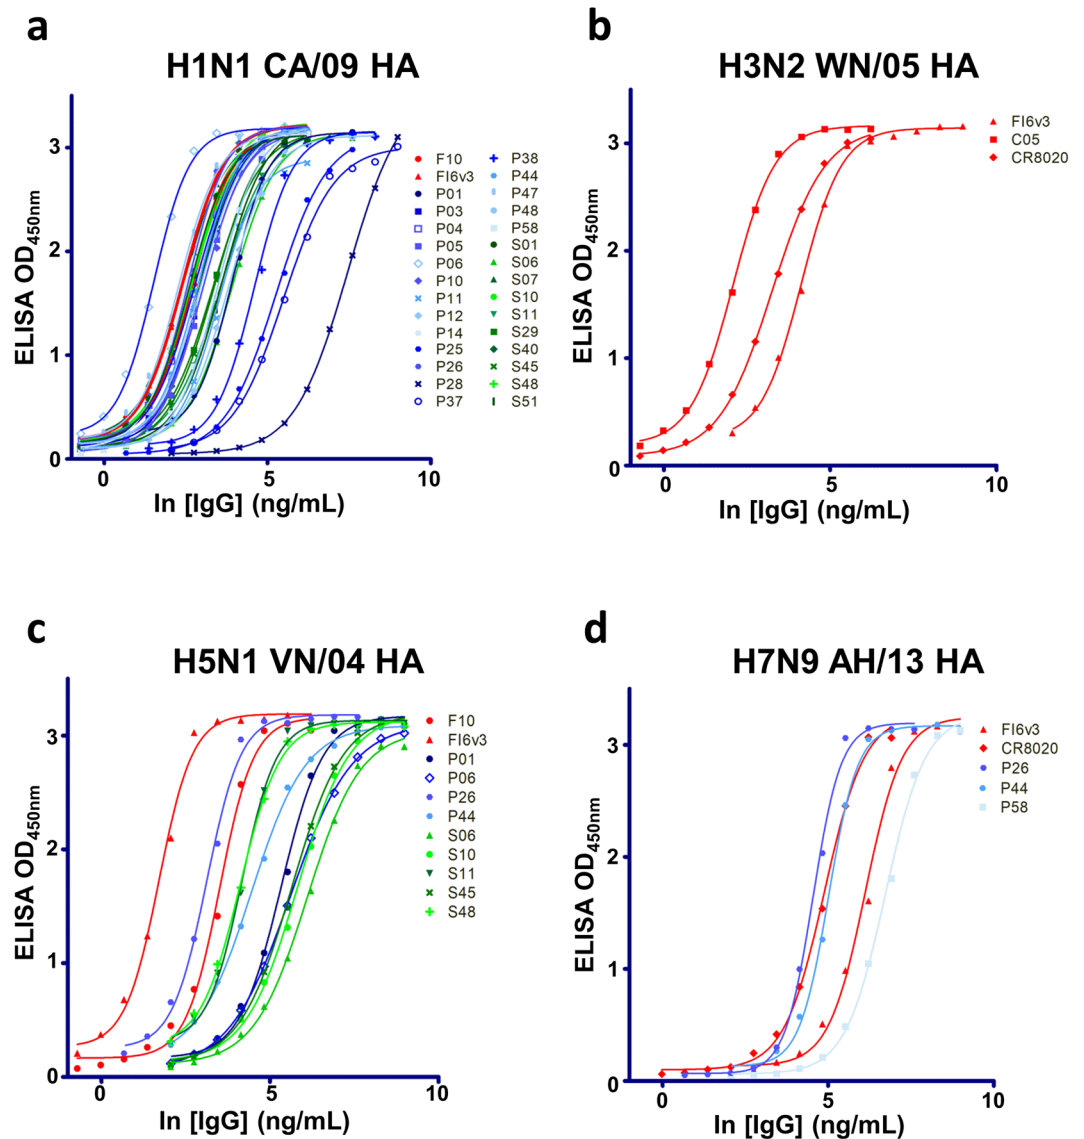 a
H1N1 CA/09 HA
ELISA OD450nm
3
2
1
0
0 5 10
ln [IgG] (ng/mL)
F10
FI6v3
P01
P03
P04
P05
P06
P10
P11
P12
P14
P25
P26
P28
P37
P38
P44
P47
P48
P58
S01
S06
S07
S10
S11
S29
S40
S45
S48
S51
b
H3N2 WN/05 HA
ELISA OD450nm
3
2
1
0
0 5 10
ln [IgG] (ng/mL)
FI6v3
C05
CR8020
c
H5N1 VN/04 HA
ELISA OD450nm
3
2
1
0
0 5 10
ln [IgG] (ng/mL)
F10
FI6v3
P01
P06
P26
P44
S06
S10
S11
S45
S48
d
H7N9 AH/13 HA
ELISA OD450nm
3
2
1
0
0 5 10
ln [IgG] (ng/mL)
FI6v3
CR8020
P26
P44
P58